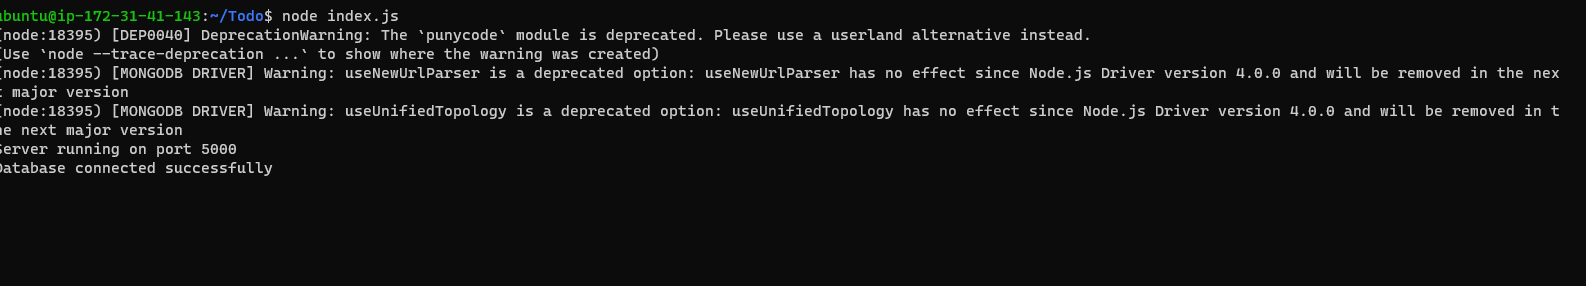 ubuntu@ip-172-31-41-143:~/Todo$ node index.js
(node:18395) [DEP0040] DeprecationWarning: The `punycode` module is deprecated. Please use a userland alternative instead.
(Use `node --trace-deprecation ...` to show where the warning was created)
(node:18395) [MONGODB DRIVER] Warning: useNewUrlParser is a deprecated option: useNewUrlParser has no effect since Node.js Driver version 4.0.0 and will be removed in the nex
t major version
(node:18395) [MONGODB DRIVER] Warning: useUnifiedTopology is a deprecated option: useUnifiedTopology has no effect since Node.js Driver version 4.0.0 and will be removed in t
he next major version
Server running on port 5000
Database connected successfully